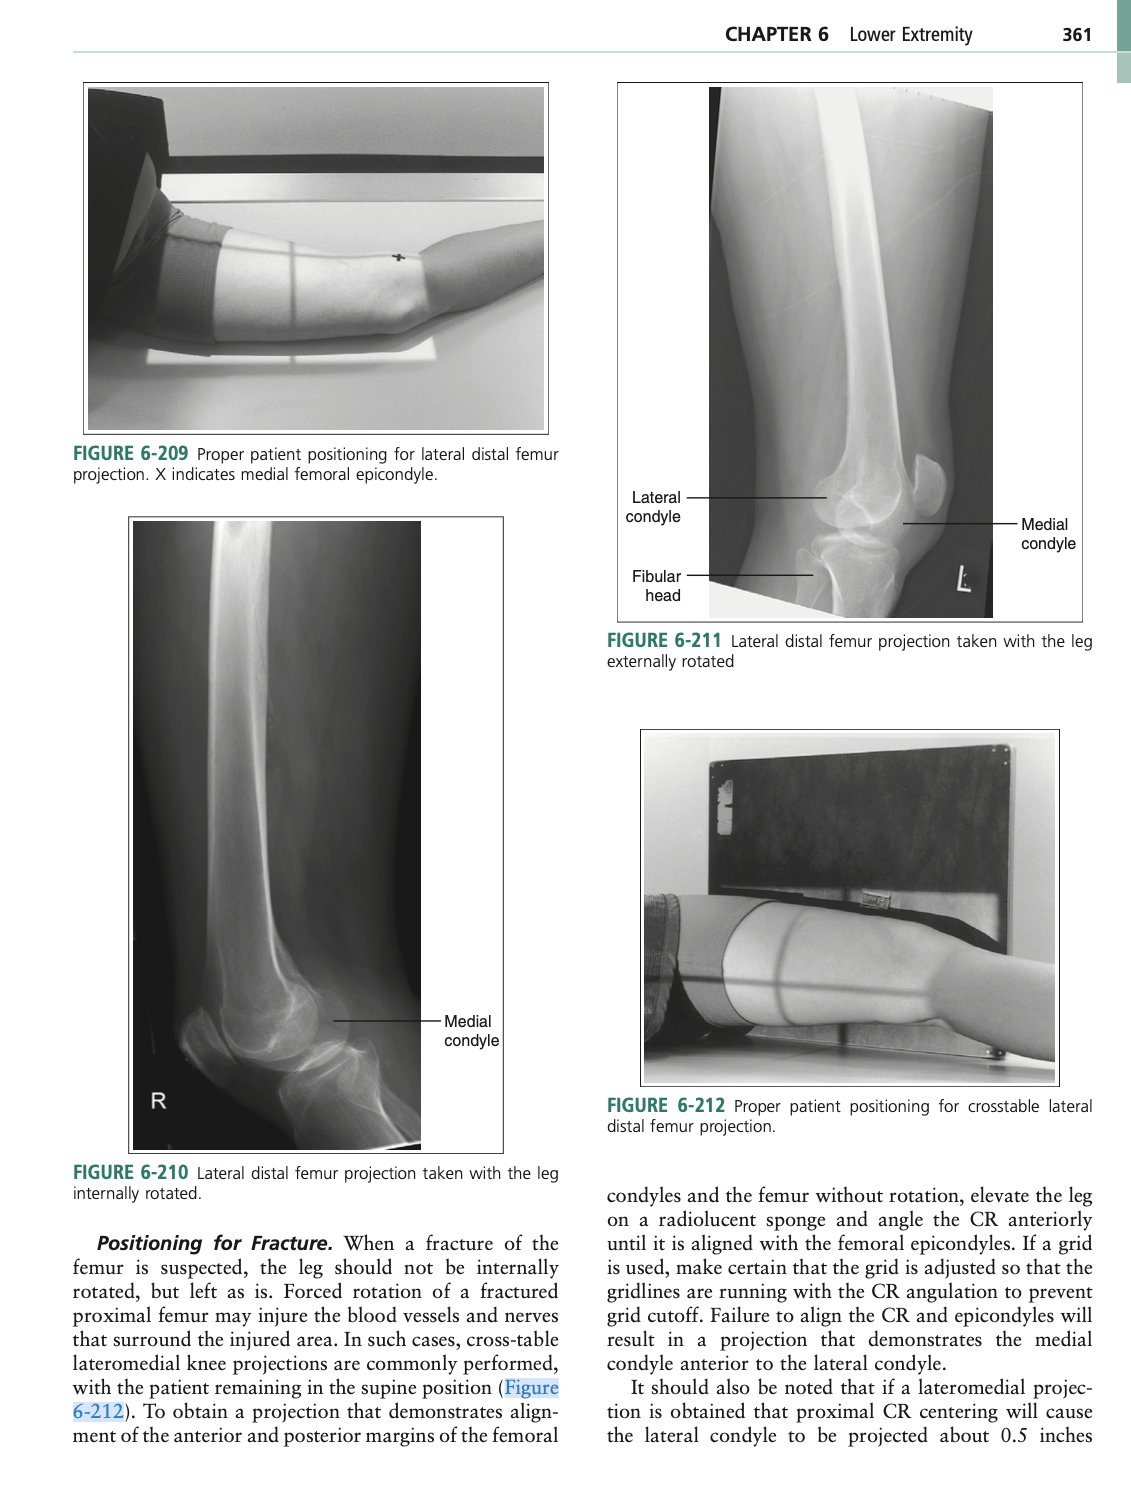 CHAPTER 6 Lower Extremity 361
FIGURE 6-209 Proper patient positioning for lateral distal femur
projection. X indicates medial femoral epicondyle.
Medial
condyle
R
FIGURE 6-210 Lateral distal femur projection taken with the leg
internally rotated.
Positioning for Fracture. When a fracture of the
femur is suspected, the leg should not be internally
rotated, but left as is. Forced rotation of a fractured
proximal femur may injure the blood vessels and nerves
that surround the injured area. In such cases, cross-table
lateromedial knee projections are commonly performed,
with the patient remaining in the supine position (Figure
6-212). To obtain a projection that demonstrates align-
ment of the anterior and posterior margins of the femoral
Lateral
condyle
Medial
condyle
Fibular
head
L
FIGURE 6-211 Lateral distal femur projection taken with the leg
externally rotated
FIGURE 6-212 Proper patient positioning for crosstable lateral
distal femur projection.
condyles and the femur without rotation, elevate the leg
on a radiolucent sponge and angle the CR anteriorly
until it is aligned with the femoral epicondyles. If a grid
is used, make certain that the grid is adjusted so that the
gridlines are running with the CR angulation to prevent
grid cutoff. Failure to align the CR and epicondyles will
result in a projection that demonstrates the medial
condyle anterior to the lateral condyle.
It should also be noted that if a lateromedial projec-
tion is obtained that proximal CR centering will cause
the lateral condyle to be projected about 0.5 inches